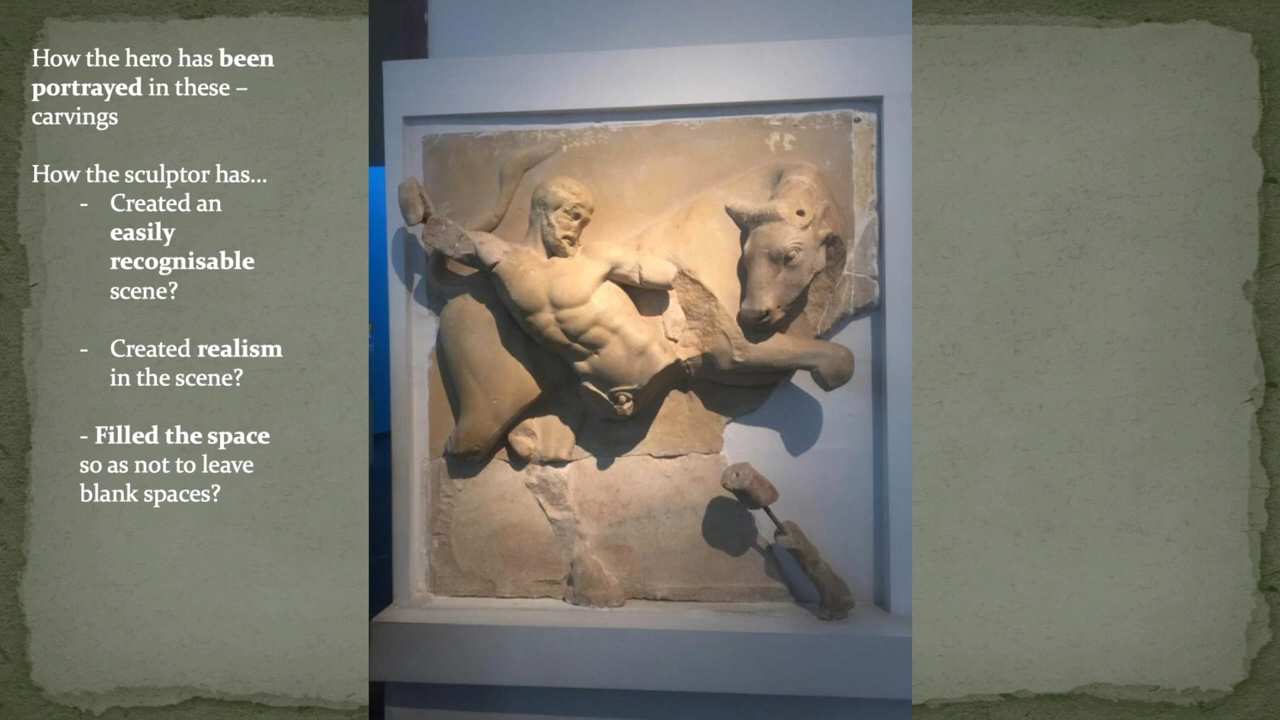 How the hero has been
portrayed in these –
carvings
How the sculptor has...
- Created an
easily
recognisable
scene?
- Created realism
in the scene?
- Filled the space
so as not to leave
blank spaces?